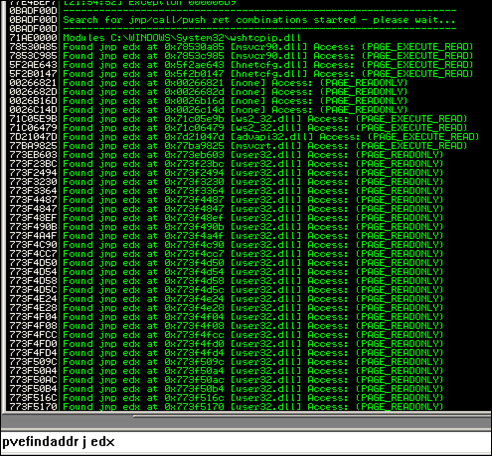 [21:54:52] Exception 000006D9
0BADF00D ------------------------------------------------------------
0BADF00D Search for jmp/call/push ret combinations started - please wait...
0BADF00D ------------------------------------------------------------
71AE0000 Modules C:\WINDOWS\System32\wshtcpip.dll
78530A85 Found jmp edx at 0x78530a85 [msvcr90.dll] Access: (PAGE_EXECUTE_READ)
7853C985 Found jmp edx at 0x7853c985 [msvcr90.dll] Access: (PAGE_EXECUTE_READ)
5F2AE643 Found jmp edx at 0x5f2ae643 [hnetcfg.dll] Access: (PAGE_EXECUTE_READ)
5F2B0147 Found jmp edx at 0x5f2b0147 [hnetcfg.dll] Access: (PAGE_EXECUTE_READ)
00026821 Found jmp edx at 0x00026821 [none] Access: (PAGE_READONLY)
0002682D Found jmp edx at 0x0002682d [none] Access: (PAGE_READONLY)
0026B16D Found jmp edx at 0x0026b16d [none] Access: (PAGE_READONLY)
0026C14D Found jmp edx at 0x0026c14d [none] Access: (PAGE_READONLY)
71C05E9B Found jmp edx at 0x71c05e9b [ws2_32.dll] Access: (PAGE_EXECUTE_READ)
71C06479 Found jmp edx at 0x71c06479 [ws2_32.dll] Access: (PAGE_EXECUTE_READ)
7D21047D Found jmp edx at 0x7d21047d [advapi32.dll] Access: (PAGE_EXECUTE_READ)
77BA9825 Found jmp edx at 0x77ba9825 [msvcrt.dll] Access: (PAGE_EXECUTE_READ)
773EB603 Found jmp edx at 0x773eb603 [user32.dll] Access: (PAGE_READONLY)
773F23BC Found jmp edx at 0x773f23bc [user32.dll] Access: (PAGE_READONLY)
773F2494 Found jmp edx at 0x773f2494 [user32.dll] Access: (PAGE_READONLY)
773F3230 Found jmp edx at 0x773f3230 [user32.dll] Access: (PAGE_READONLY)
773F3364 Found jmp edx at 0x773f3364 [user32.dll] Access: (PAGE_READONLY)
773F4487 Found jmp edx at 0x773f4487 [user32.dll] Access: (PAGE_READONLY)
773F4847 Found jmp edx at 0x773f4847 [user32.dll] Access: (PAGE_READONLY)
773F48EF Found jmp edx at 0x773f48ef [user32.dll] Access: (PAGE_READONLY)
773F490B Found jmp edx at 0x773f490b [user32.dll] Access: (PAGE_READONLY)
773F4A4F Found jmp edx at 0x773f4a4f [user32.dll] Access: (PAGE_READONLY)
773F4C90 Found jmp edx at 0x773f4c90 [user32.dll] Access: (PAGE_READONLY)
773F4CC7 Found jmp edx at 0x773f4cc7 [user32.dll] Access: (PAGE_READONLY)
773F4D50 Found jmp edx at 0x773f4d50 [user32.dll] Access: (PAGE_READONLY)
773F4D54 Found jmp edx at 0x773f4d54 [user32.dll] Access: (PAGE_READONLY)
773F4D58 Found jmp edx at 0x773f4d58 [user32.dll] Access: (PAGE_READONLY)
773F4D5C Found jmp edx at 0x773f4d5c [user32.dll] Access: (PAGE_READONLY)
773F4E24 Found jmp edx at 0x773f4e24 [user32.dll] Access: (PAGE_READONLY)
773F4E28 Found jmp edx at 0x773f4e28 [user32.dll] Access: (PAGE_READONLY)
773F4F04 Found jmp edx at 0x773f4f04 [user32.dll] Access: (PAGE_READONLY)
773F4F08 Found jmp edx at 0x773f4f08 [user32.dll] Access: (PAGE_READONLY)
773F4FCC Found jmp edx at 0x773f4fcc [user32.dll] Access: (PAGE_READONLY)
773F4FD0 Found jmp edx at 0x773f4fd0 [user32.dll] Access: (PAGE_READONLY)
773F4FD4 Found jmp edx at 0x773f4fd4 [user32.dll] Access: (PAGE_READONLY)
773F509C Found jmp edx at 0x773f509c [user32.dll] Access: (PAGE_READONLY)
773F50A4 Found jmp edx at 0x773f50a4 [user32.dll] Access: (PAGE_READONLY)
773F50AC Found jmp edx at 0x773f50ac [user32.dll] Access: (PAGE_READONLY)
773F50B4 Found jmp edx at 0x773f50b4 [user32.dll] Access: (PAGE_READONLY)
773F516C Found jmp edx at 0x773f516c [user32.dll] Access: (PAGE_READONLY)
773F5170 Found jmp edx at 0x773f5170 [user32.dll] Access: (PAGE_READONLY)
pvefindaddr j edx